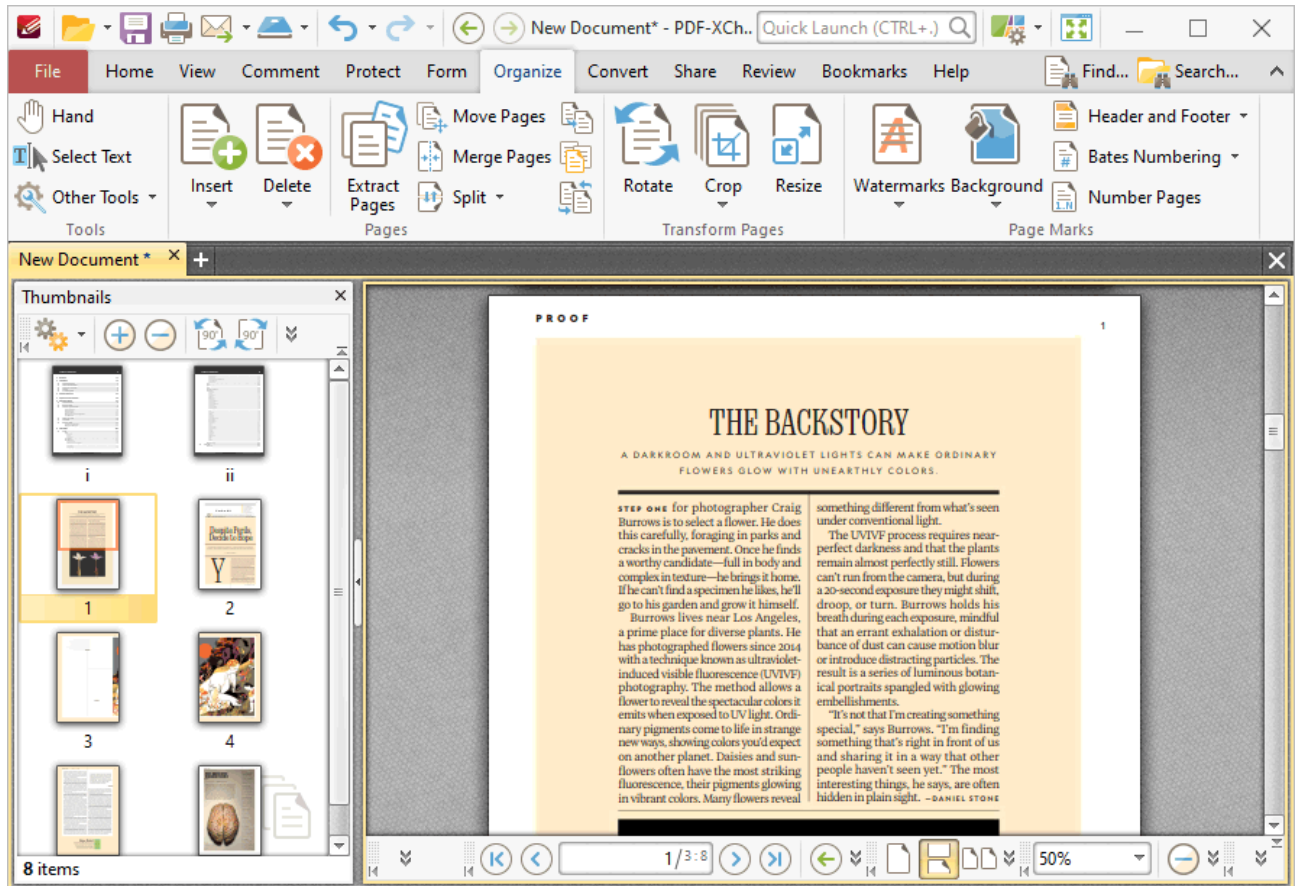 New Document* - PDF-XCh.. Quick Launch (CTRL+.)
File Home View Comment Protect Form Organize Convert Share Review Bookmarks Help Find... Search...
Hand
Select Text
Other Tools
Tools
Insert
Delete
Extract
Pages
Move Pages
Merge Pages
Split
Pages
Rotate
Crop
Resize
Transform Pages
Watermarks
Background
Header and Footer
Bates Numbering
Number Pages
Page Marks
New Document *
Thumbnails
90°
90°
i
ii
1
2
3
4
8 items
PROOF
1
THE BACKSTORY
A DARKROOM AND ULTRAVIOLET LIGHTS CAN MAKE ORDINARY
FLOWERS GLOW WITH UNEARTHLY COLORS.
STEP ONE for photographer Craig
Burrows is to select a flower. He does
this carefully, foraging in parks and
cracks in the pavement. Once he finds
a worthy candidate—full in body and
complex in texture—he brings it home.
If he can't find a specimen he likes, he'll
go to his garden and grow it himself.
Burrows lives near Los Angeles,
a prime place for diverse plants. He
has photographed flowers since 2014
with a technique known as ultraviolet-
induced visible fluorescence (UVIVF)
photography. The method allows a
flower to reveal the spectacular colors it
emits when exposed to UV light. Ordi-
nary pigments come to life in strange
new ways, showing colors you'd expect
on another planet. Daisies and sun-
flowers often have the most striking
fluorescence, their pigments glowing
in vibrant colors. Many flowers reveal
something different from what's seen
under conventional light.
The UVIVF process requires near-
perfect darkness and that the plants
remain almost perfectly still. Flowers
can't run from the camera, but during
a 20-second exposure they might shift,
droop, or turn. Burrows holds his
breath during each exposure, mindful
that an errant exhalation or distur-
bance of dust can cause motion blur
or introduce distracting particles. The
result is a series of luminous botan-
ical portraits spangled with glowing
embellishments.
"It's not that I'm creating something
special," says Burrows. "I'm finding
something that's right in front of us
and sharing it in a way that other
people haven't seen yet." The most
interesting things, he says, are often
hidden in plain sight. —DANIEL STONE
1/3:8
50%